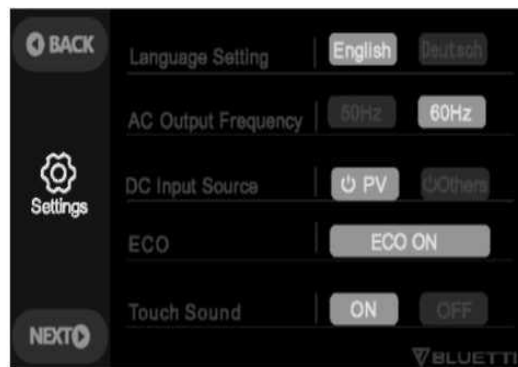 BACK
Settings
NEXT
Language Setting English Deutsch
AC Output Frequency 50Hz 60Hz
DC Input Source PV Others
ECO ECO ON
Touch Sound ON OFF
BLUETTI